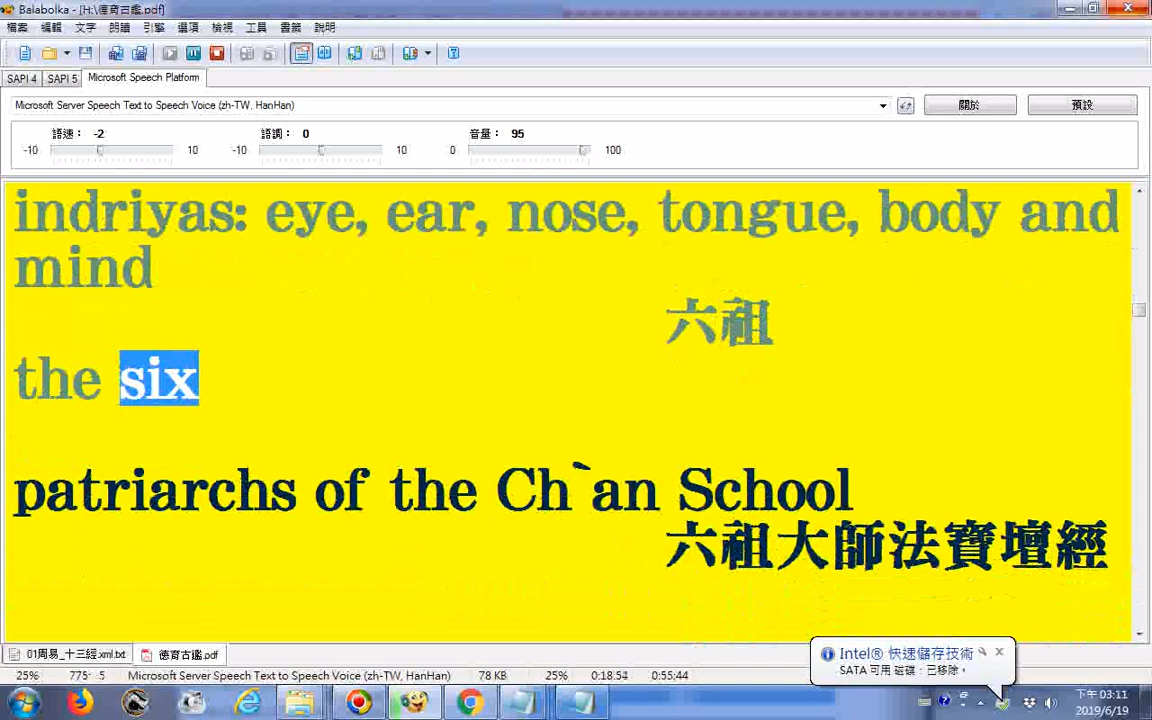 Balabolka - [H:\德育古鑑.pdf]
檔案 編輯 文字 朗讀 引擎 選項 檢視 工具 書籤 說明
SAPI 4 SAPI 5 Microsoft Speech Platform
Microsoft Server Speech Text to Speech Voice (zh-TW, HanHan) 關於 預設
語速： -2 語調： 0 音量： 95
-10 10 -10 10 0 100
indriyas: eye, ear, nose, tongue, body and
mind
六祖
the six
patriarchs of the Ch`an School
六祖大師法寶壇經
01周易_十三經.xml.txt 德育古鑑.pdf
Intel® 快速儲存技術
SATA 可用 磁碟：已移除。
25% 775: 5 Microsoft Server Speech Text to Speech Voice (zh-TW, HanHan) 78 KB 25% 0:18:54 0:55:44
下午 03:11
2019/6/19